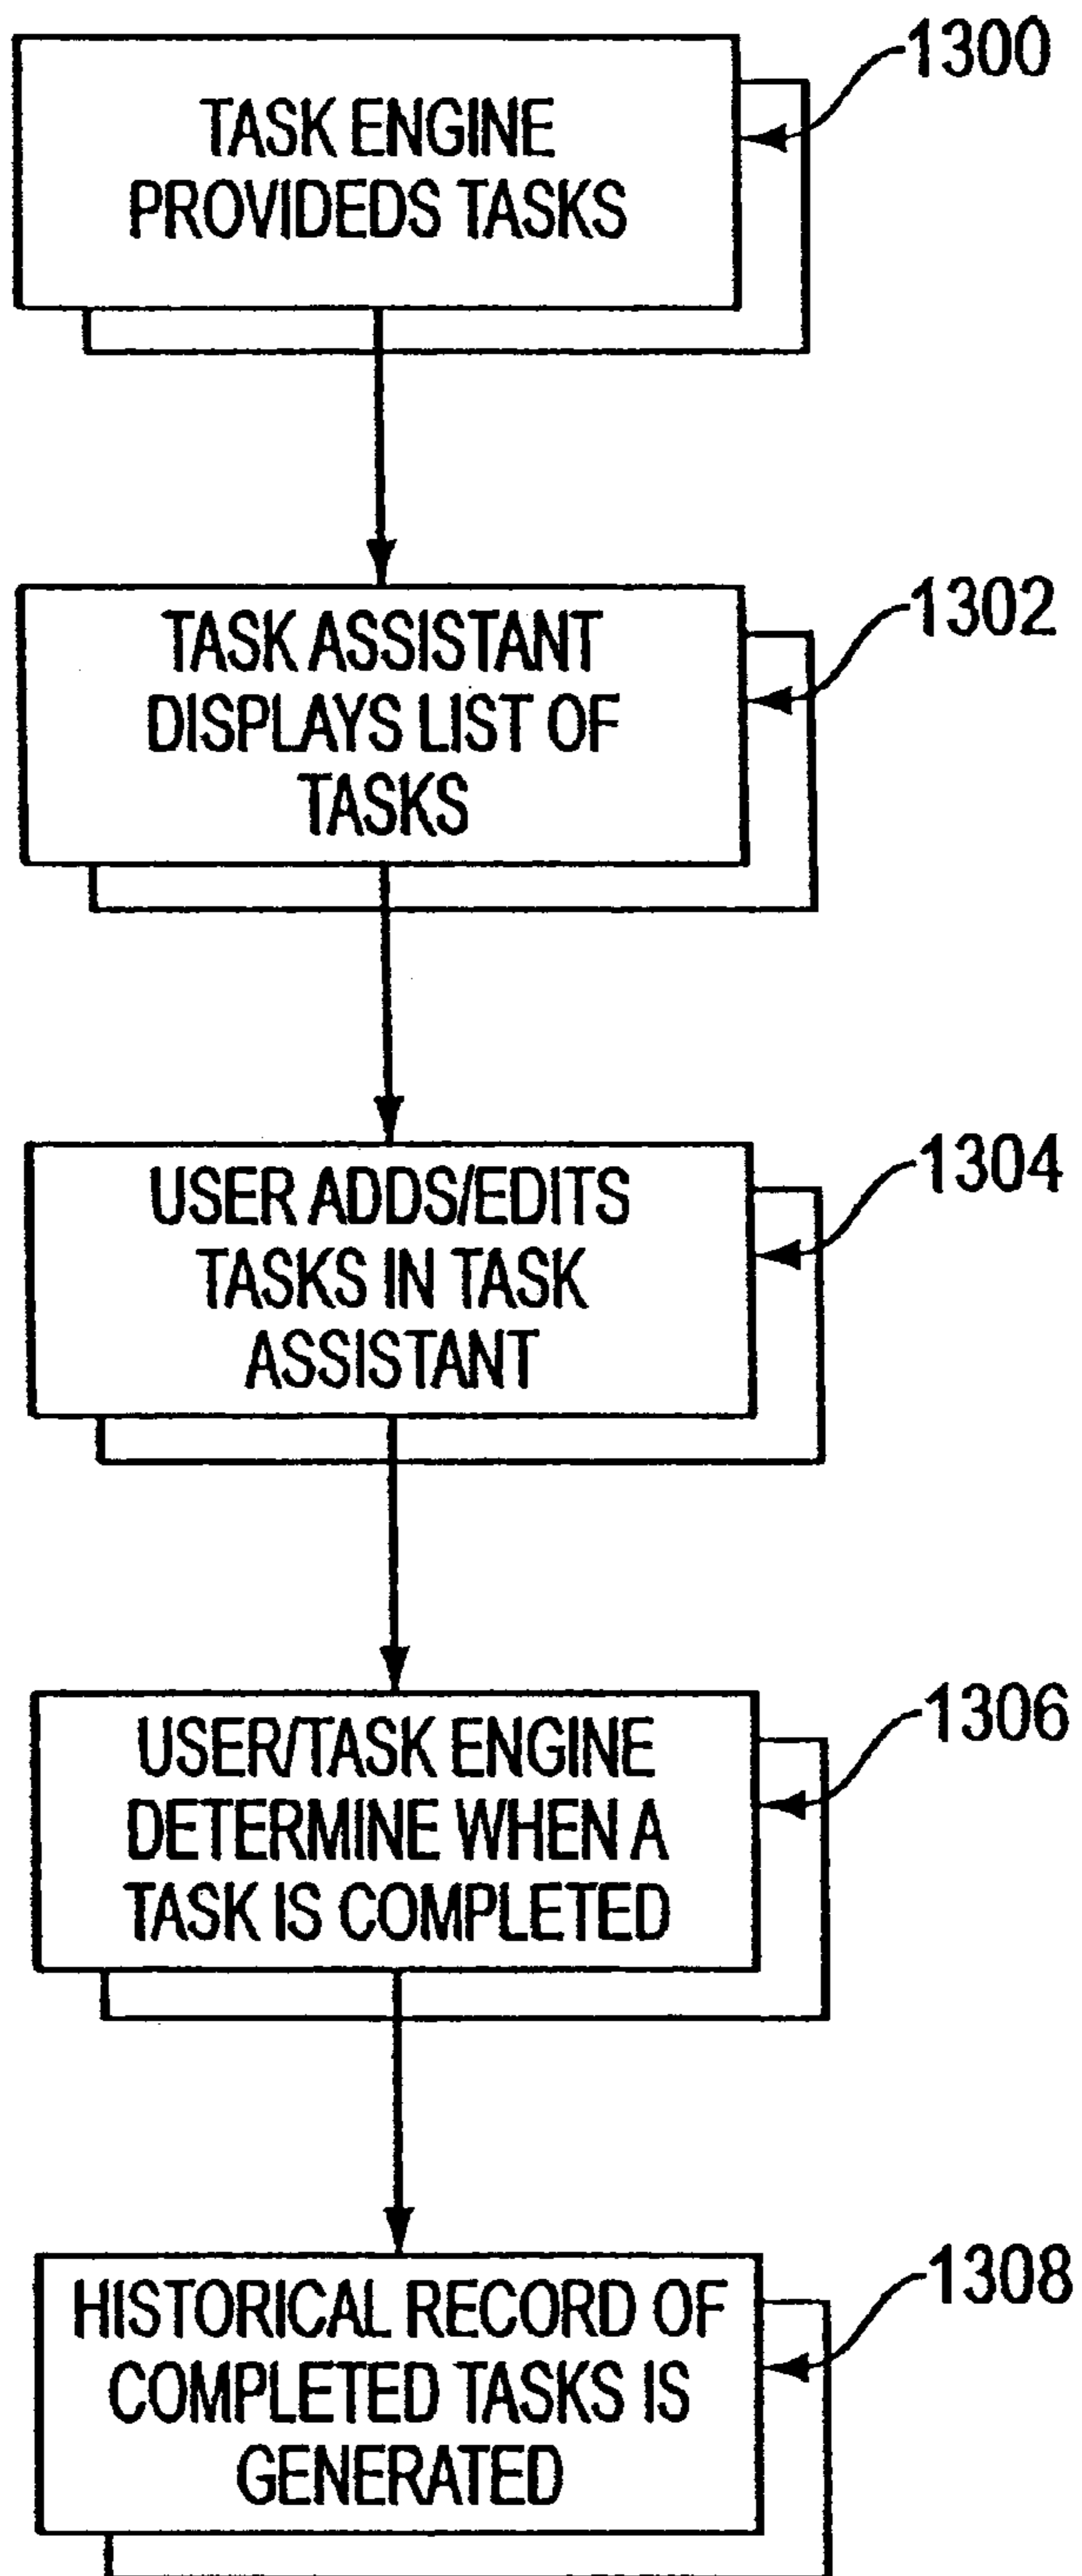 1300
TASK ENGINE
PROVIDEDS TASKS
1302
TASK ASSISTANT
DISPLAYS LIST OF
TASKS
1304
USER ADDS/EDITS
TASKS IN TASK
ASSISTANT
1306
USER/TASK ENGINE
DETERMINE WHEN A
TASK IS COMPLETED
1308
HISTORICAL RECORD OF
COMPLETED TASKS IS
GENERATED